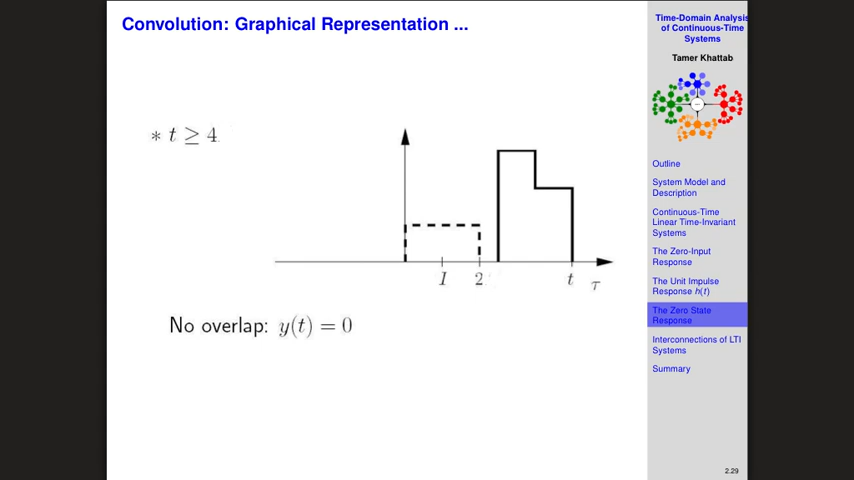 Convolution: Graphical Representation ...
* t ≥ 4
1
2
t
τ
No overlap: y(t) = 0
Time-Domain Analysis
of Continuous-Time
Systems
Tamer Khattab
Outline
System Model and
Description
Continuous-Time
Linear Time-Invariant
Systems
The Zero-Input
Response
The Unit Impulse
Response h(t)
The Zero State
Response
Interconnections of LTI
Systems
Summary
2.29